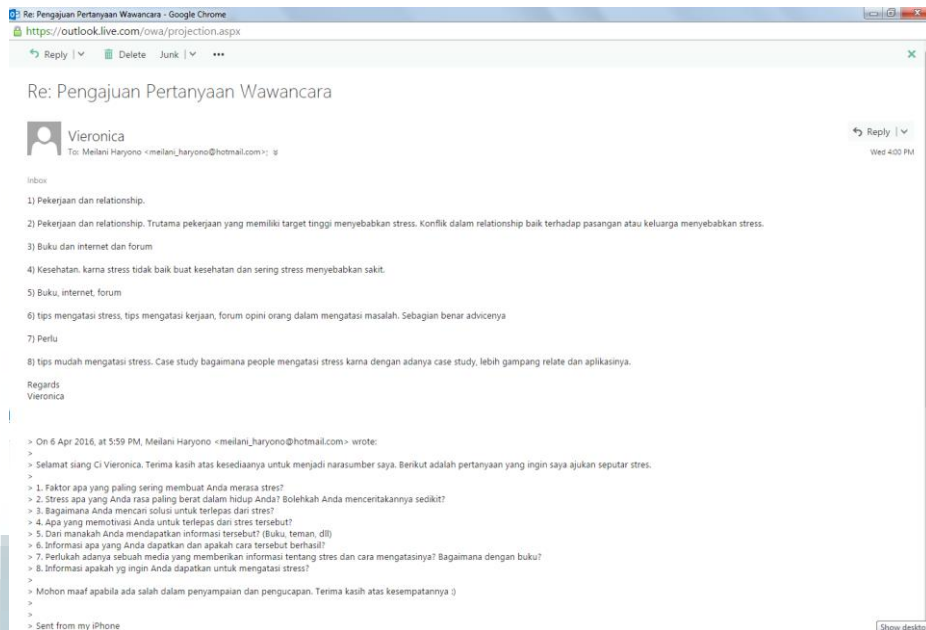 Re: Pengajuan Pertanyaan Wawancara - Google Chrome
https://outlook.live.com/owa/projection.aspx
Reply Delete Junk
Re: Pengajuan Pertanyaan Wawancara
Vieronica
To: Meilani Haryono <meilani_haryono@hotmail.com>;
Reply
Wed 4:00 PM
Inbox
1) Pekerjaan dan relationship.
2) Pekerjaan dan relationship. Trutama pekerjaan yang memiliki target tinggi menyebabkan stress. Konflik dalam relationship baik terhadap pasangan atau keluarga menyebabkan stress.
3) Buku dan internet dan forum
4) Kesehatan. karna stress tidak baik buat kesehatan dan sering stress menyebabkan sakit.
5) Buku, internet, forum
6) tips mengatasi stress, tips mengatasi kerjaan, forum opini orang dalam mengatasi masalah. Sebagian benar advicenya
7) Perlu
8) tips mudah mengatasi stress. Case study bagaimana people mengatasi stress karna dengan adanya case study, lebih gampang relate dan aplikasinya.
Regards
Vieronica
> On 6 Apr 2016, at 5:59 PM, Meilani Haryono <meilani_haryono@hotmail.com> wrote:
>
> Selamat siang Ci Vieronica. Terima kasih atas kesediaanya untuk menjadi narasumber saya. Berikut adalah pertanyaan yang ingin saya ajukan seputar stres.
>
> 1. Faktor apa yang paling sering membuat Anda merasa stres?
> 2. Stress apa yang Anda rasa paling berat dalam hidup Anda? Bolehkah Anda menceritakannya sedikit?
> 3. Bagaimana Anda mencari solusi untuk terlepas dari stres?
> 4. Apa yang memotivasi Anda untuk terlepas dari stres tersebut?
> 5. Dari manakah Anda mendapatkan informasi tersebut? (Buku, teman, dll)
> 6. Informasi apa yang Anda dapatkan dan apakah cara tersebut berhasil?
> 7. Perlukah adanya sebuah media yang memberikan informasi tentang stres dan cara mengatasinya? Bagaimana dengan buku?
> 8. Informasi apakah yg ingin Anda dapatkan untuk mengatasi stress?
>
> Mohon maaf apabila ada salah dalam penyampaian dan pengucapan. Terima kasih atas kesempatannya :)
>
>
> Sent from my iPhone
Show deskto